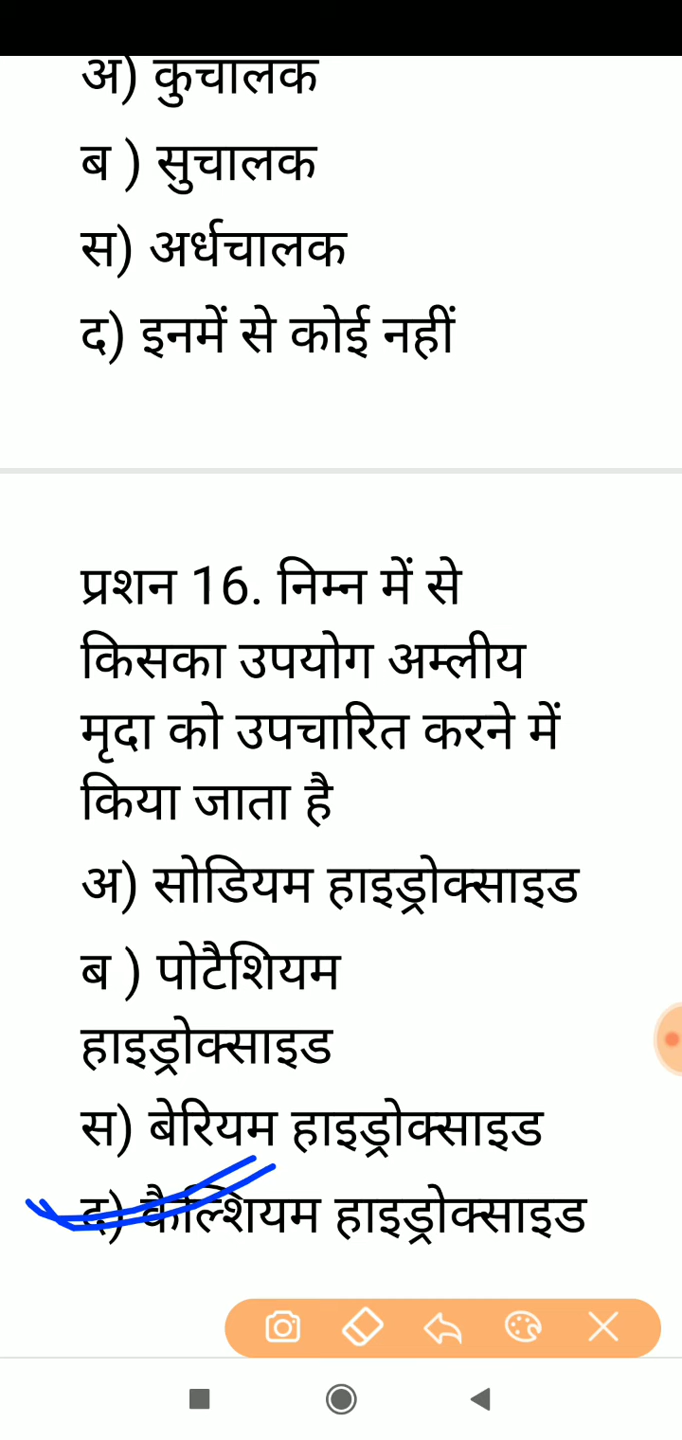 अ) कुचालक
ब ) सुचालक
स) अर्धचालक
द) इनमें से कोई नहीं
प्रशन 16. निम्न में से
किसका उपयोग अम्लीय
मृदा को उपचारित करने में
किया जाता है
अ) सोडियम हाइड्रोक्साइड
ब ) पोटैशियम
हाइड्रोक्साइड
स) बेरियम हाइड्रोक्साइड
द) कैल्शियम हाइड्रोक्साइड